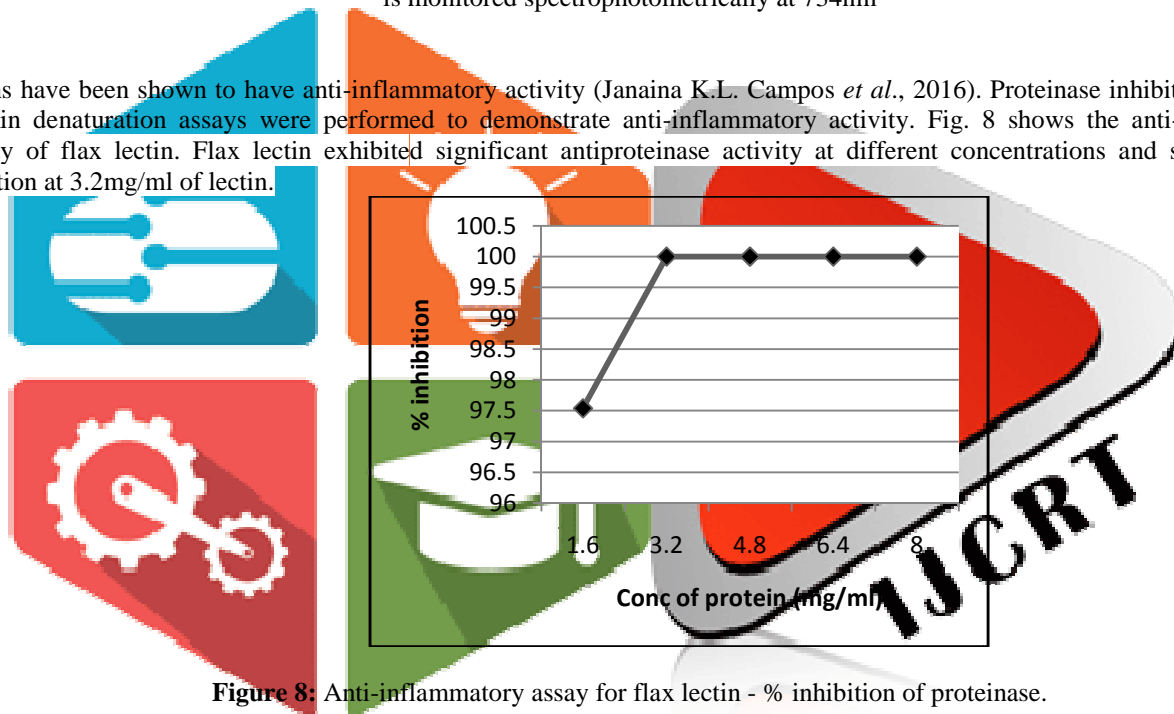 is monitored spectrophotometrically at 734nm
have been shown to have anti-inflammatory activity (Janaina K.L. Campos et al., 2016). Proteinase
in denaturation assays were performed to demonstrate anti-inflammatory activity. Fig. 8 shows the anti-
y of flax lectin. Flax lectin exhibited significant antiproteinase activity at different concentrations and
tion at 3.2mg/ml of lectin.
100.5
100
99.5
99
98.5
98
97.5
97
96.5
96
% inhibition
1.6 3.2 4.8 6.4 8
Conc of protein (mg/ml)
IJCRT
Figure 8: Anti-inflammatory assay for flax lectin - % inhibition of proteinase.